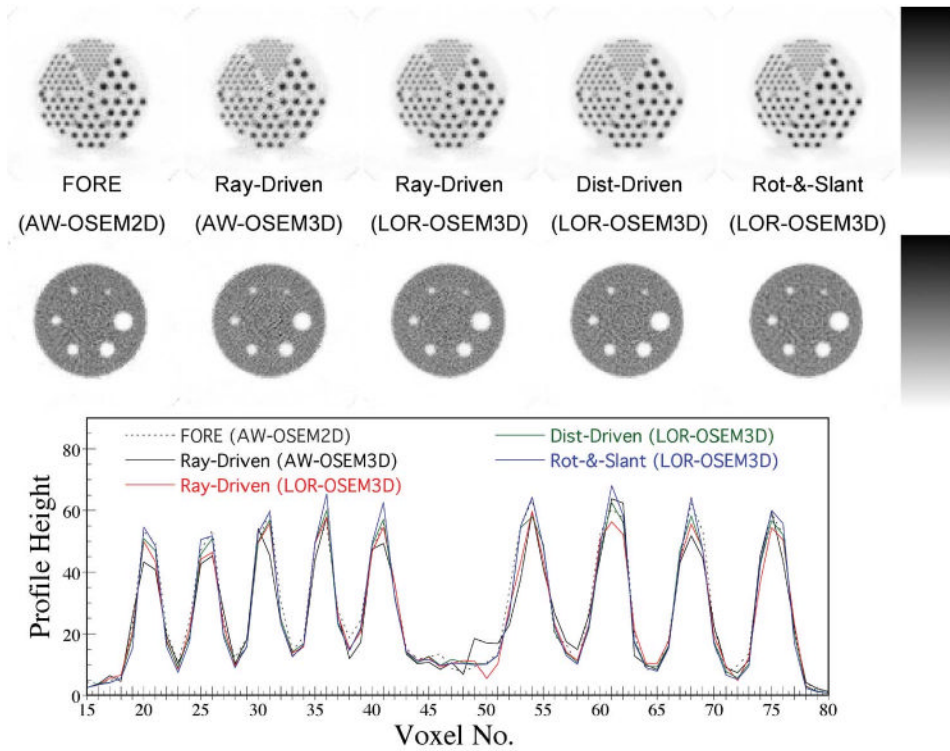 FORE Ray-Driven Ray-Driven Dist-Driven Rot-&-Slant
(AW-OSEM2D) (AW-OSEM3D) (LOR-OSEM3D) (LOR-OSEM3D) (LOR-OSEM3D)
FORE (AW-OSEM2D)
Ray-Driven (AW-OSEM3D)
Ray-Driven (LOR-OSEM3D)
Dist-Driven (LOR-OSEM3D)
Rot-&-Slant (LOR-OSEM3D)
Profile Height
80
60
40
20
0
15 20 25 30 35 40 45 50 55 60 65 70 75 80
Voxel No.